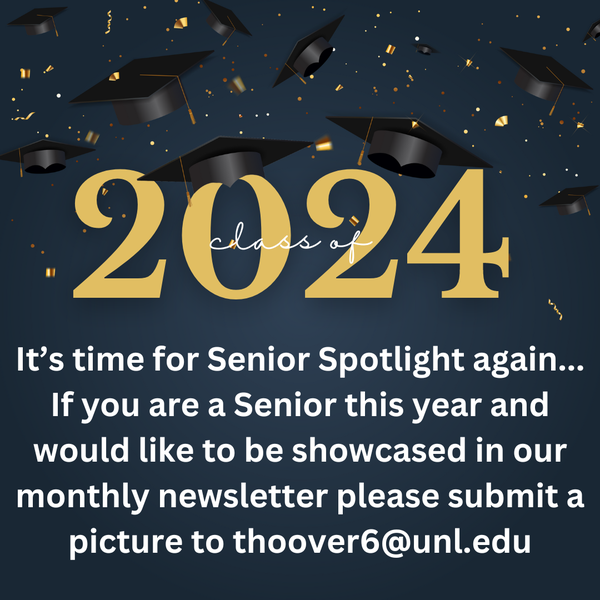 2024
class of
It’s time for Senior Spotlight again...
If you are a Senior this year and
would like to be showcased in our
monthly newsletter please submit a
picture to thoover6@unl.edu